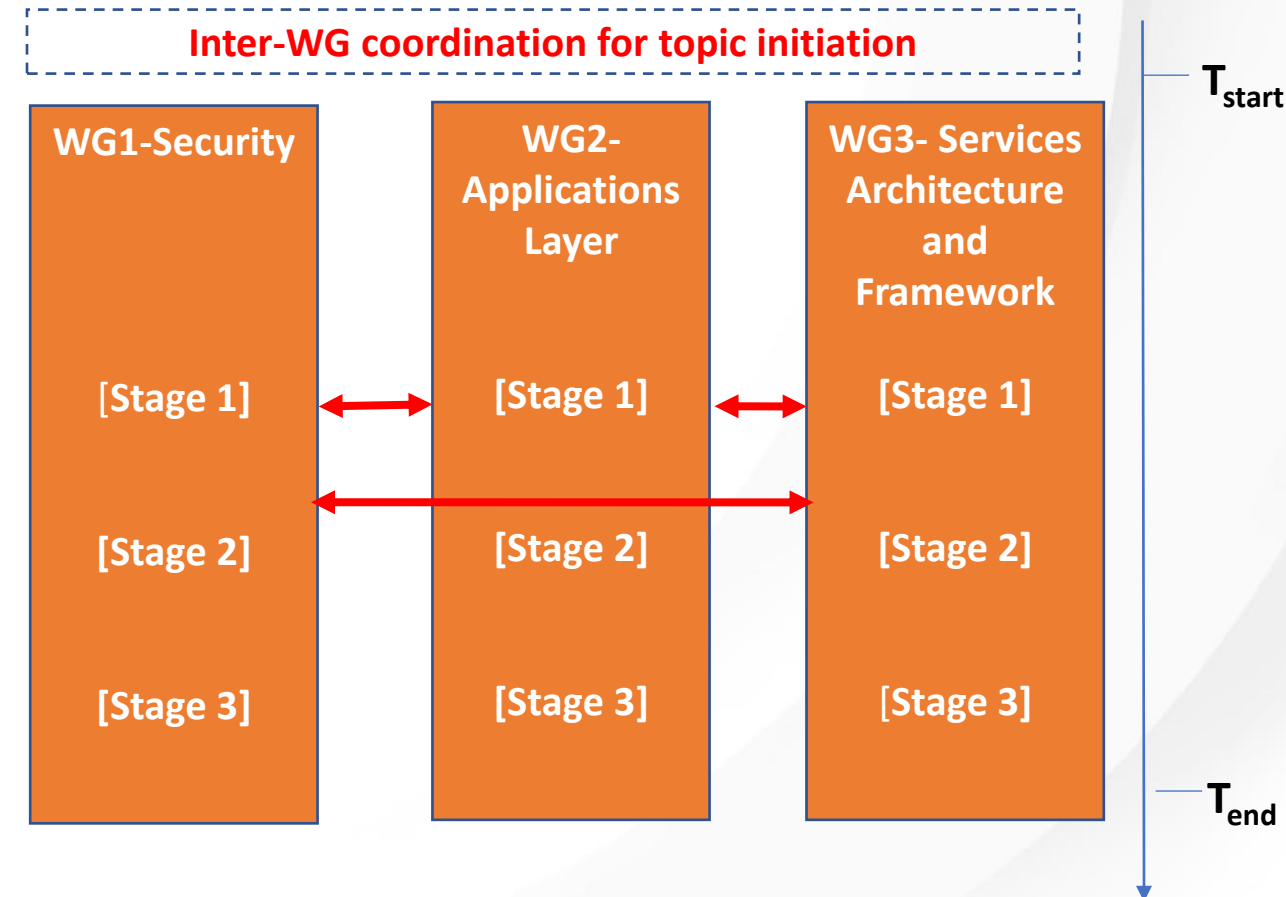 Inter-WG coordination for topic initiation
T start
WG1-Security
WG2-
Applications
Layer
WG3- Services
Architecture
and
Framework
[Stage 1]
[Stage 1]
[Stage 1]
[Stage 2]
[Stage 2]
[Stage 2]
[Stage 3]
[Stage 3]
[Stage 3]
T end